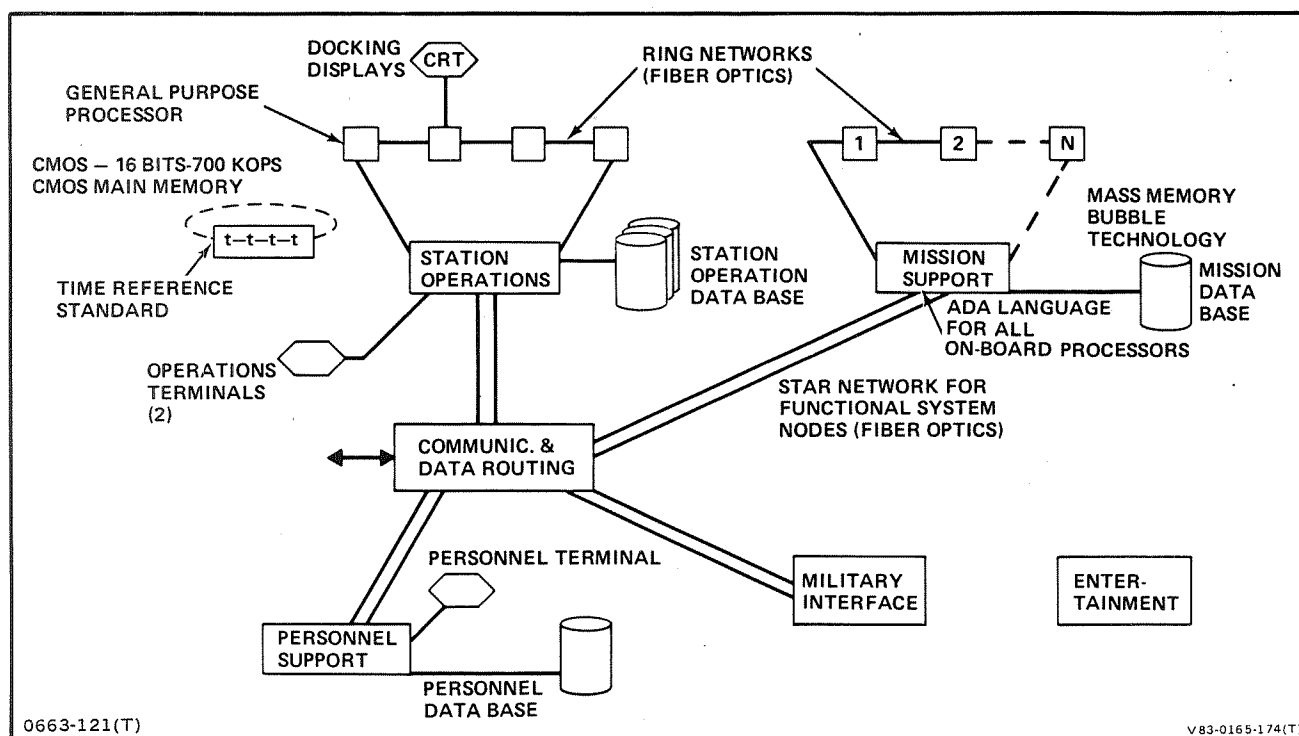 DOCKING
DISPLAYS
CRT
RING NETWORKS
(FIBER OPTICS)
GENERAL PURPOSE
PROCESSOR
1
2
N
CMOS – 16 BITS-700 KOPS
CMOS MAIN MEMORY
t–t–t–t
TIME REFERENCE
STANDARD
STATION
OPERATIONS
STATION
OPERATION
DATA BASE
MISSION
SUPPORT
MASS MEMORY
BUBBLE
TECHNOLOGY
MISSION
DATA
BASE
ADA LANGUAGE
FOR ALL
ON-BOARD PROCESSORS
OPERATIONS
TERMINALS
(2)
STAR NETWORK FOR
FUNCTIONAL SYSTEM
NODES (FIBER OPTICS)
COMMUNIC. &
DATA ROUTING
PERSONNEL TERMINAL
MILITARY
INTERFACE
ENTER-
TAINMENT
PERSONNEL
SUPPORT
PERSONNEL
DATA BASE
0663-121(T)
V83-0165-174(T)